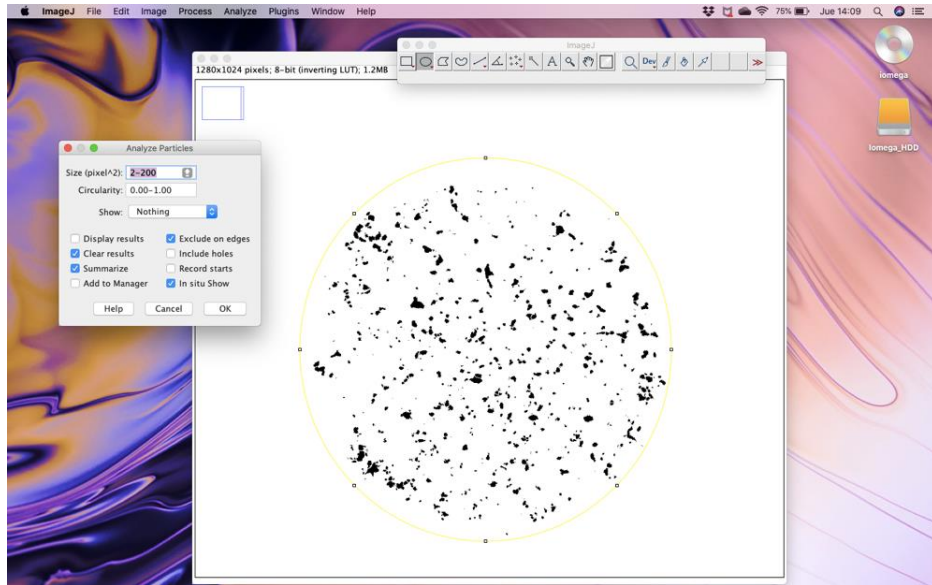 ImageJ File Edit Image Process Analyze Plugins Window Help 75% Jue 14:09
ImageJ
1280x1024 pixels; 8-bit (inverting LUT); 1.2MB
Dev
iomega
Iomega_HDD
Analyze Particles
Size (pixel^2): 2-200
Circularity: 0.00-1.00
Show: Nothing
Display results Exclude on edges
Clear results Include holes
Summarize Record starts
Add to Manager In situ Show
Help Cancel OK